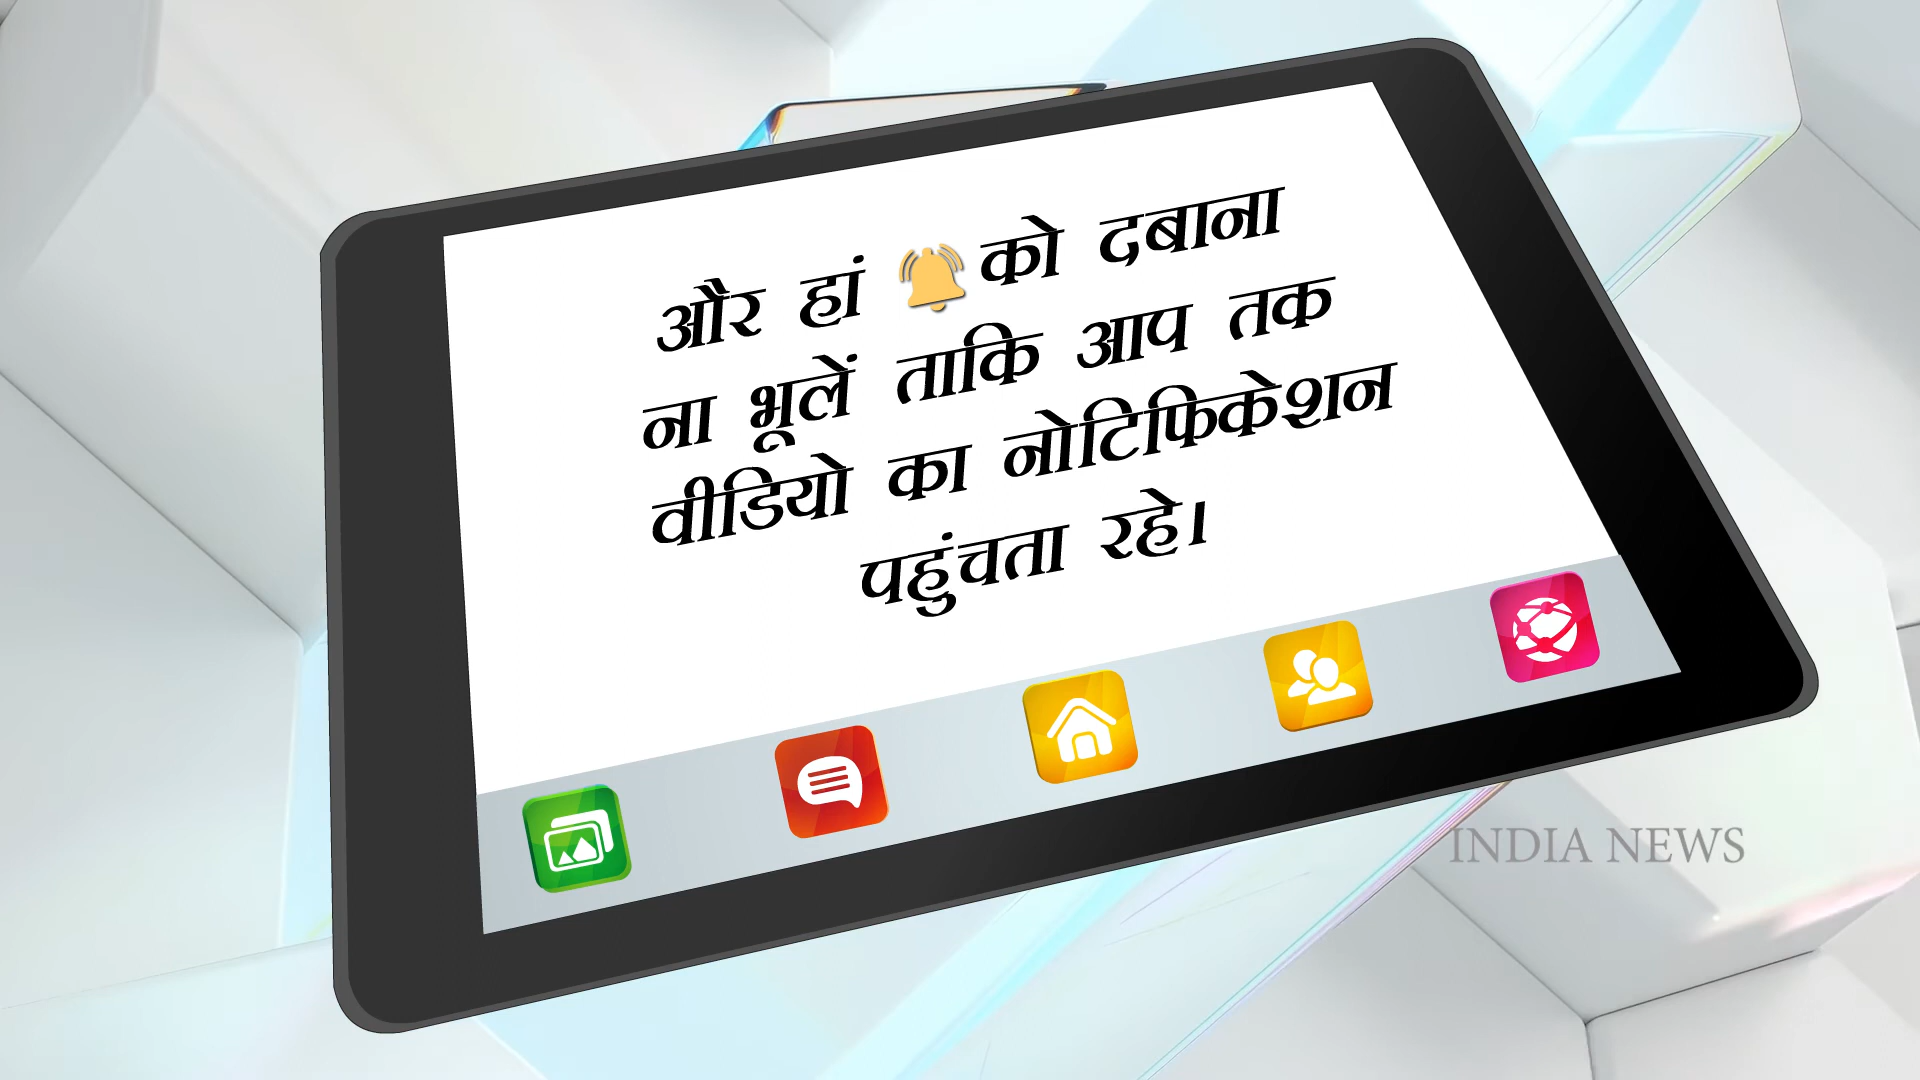 और हां 🔔 को दबाना
ना भूलें ताकि आप तक
वीडियो का नोटिफिकेशन
पहुंचता रहे।
INDIA NEWS